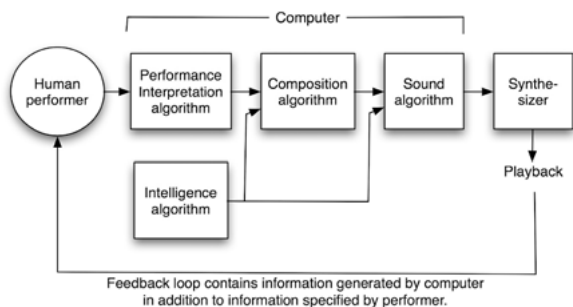 Computer
Human
performer
Performance
Interpretation
algorithm
Composition
algorithm
Sound
algorithm
Synthe-
sizer
Intelligence
algorithm
Playback
Feedback loop contains information generated by computer
in addition to information specified by performer.